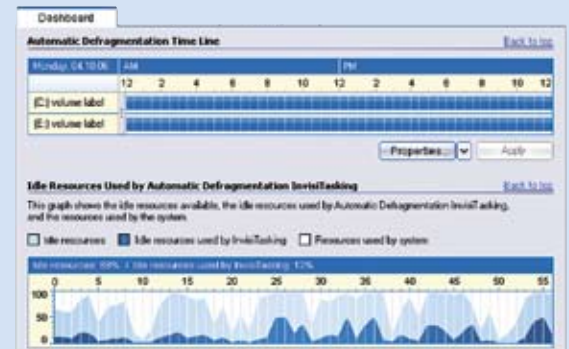 Dashboard
Automatic Defragmentation Time Line
Back to top
Monday, 04.10.06 AM PM
12 2 4 6 8 10 12 2 4 6 8 10 12
(C:) volume label
(E:) volume label
Properties... Apply
Idle Resources Used by Automatic Defragmentation InvisiTasking
Back to top
This graph shows the idle resources available, the idle resources used by Automatic Defragmentation InvisiTasking,
and the resources used by the system.
Idle resources Idle resources used by InvisiTasking Resources used by system
Idle resources: Idle resources used by InvisiTasking: 12%
0 5 10 15 20 25 30 35 40 45 50 55
100
50
0